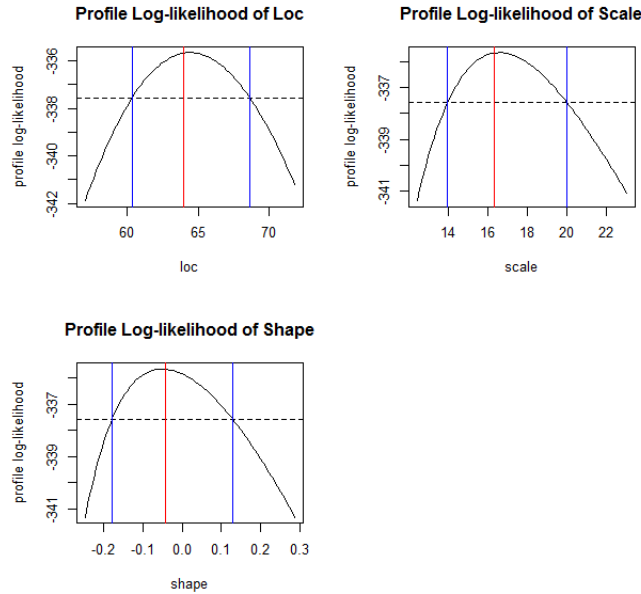 Profile Log-likelihood of Loc
profile log-likelihood
-336
-338
-340
-342
60 65 70
loc
Profile Log-likelihood of Scale
profile log-likelihood
-337
-339
-341
14 16 18 20 22
scale
Profile Log-likelihood of Shape
profile log-likelihood
-337
-339
-341
-0.2 -0.1 0.0 0.1 0.2 0.3
shape